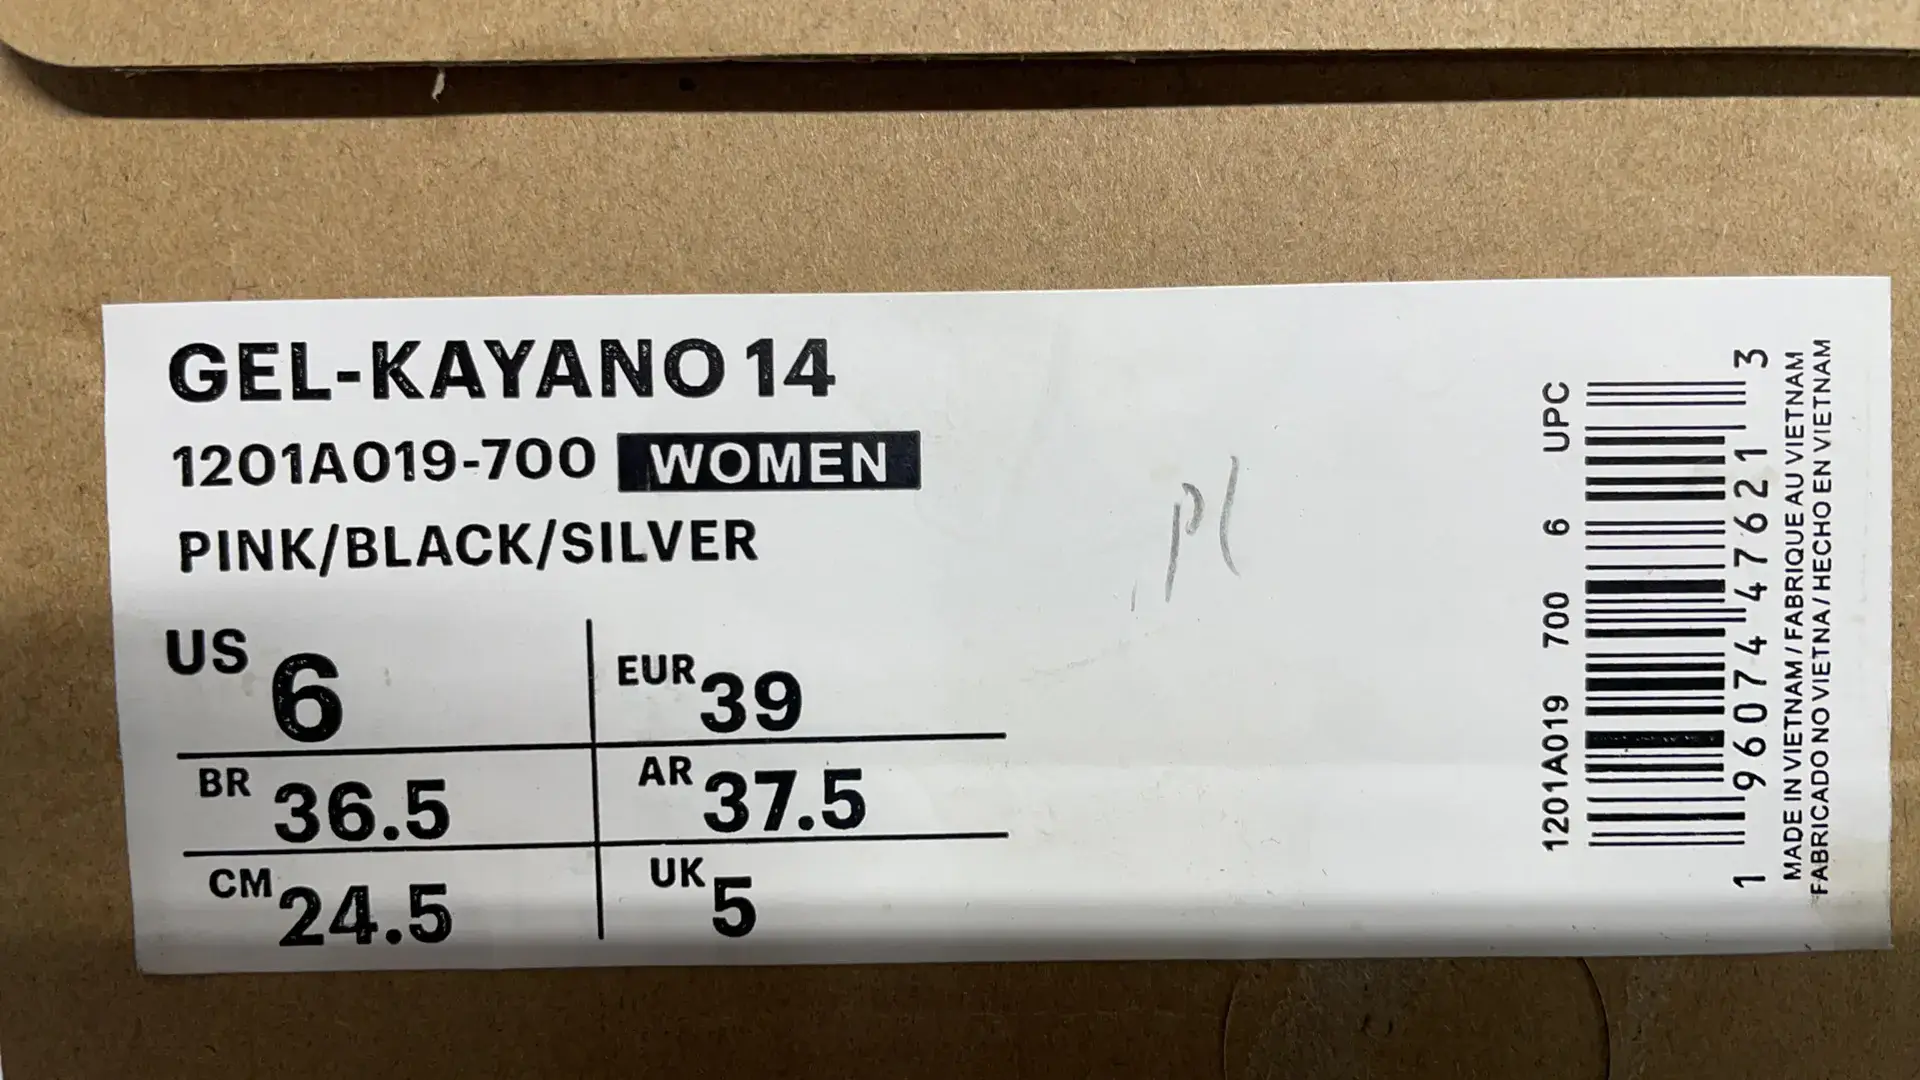 GEL-KAYANO 14
1201A019-700 WOMEN
PINK/BLACK/SILVER
US 6
EUR 39
BR 36.5
AR 37.5
CM 24.5
UK 5
1201A019 700 6 UPC
1 96074 47621 3
MADE IN VIETNAM / FABRIQUE AU VIETNAM
FABRICADO NO VIETNA / HECHO EN VIETNAM